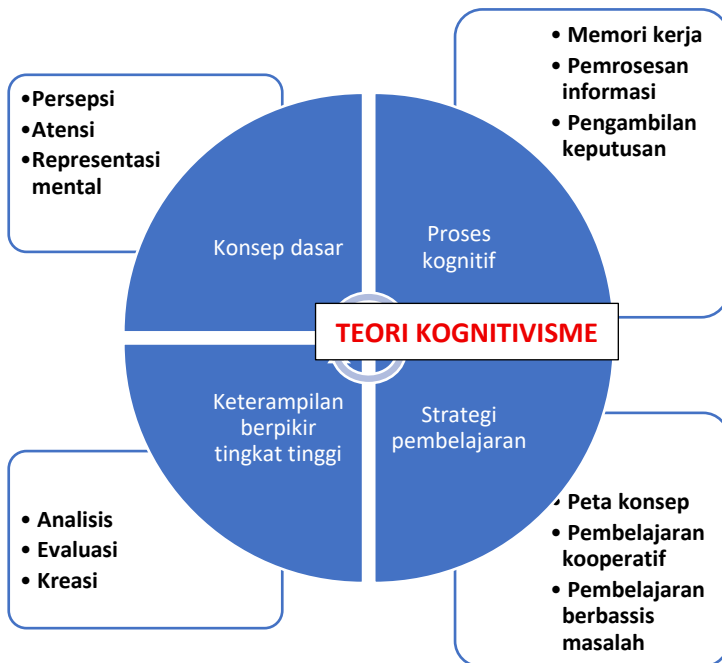 •Persepsi
•Atensi
•Representasi
mental
• Memori kerja
• Pemrosesan
informasi
• Pengambilan
keputusan
Konsep dasar
Proses
kognitif
TEORI KOGNITIVISME
Keterampilan
berpikir
tingkat tinggi
Strategi
pembelajaran
• Analisis
• Evaluasi
• Kreasi
• Peta konsep
• Pembelajaran
kooperatif
• Pembelajaran
berbassis
masalah